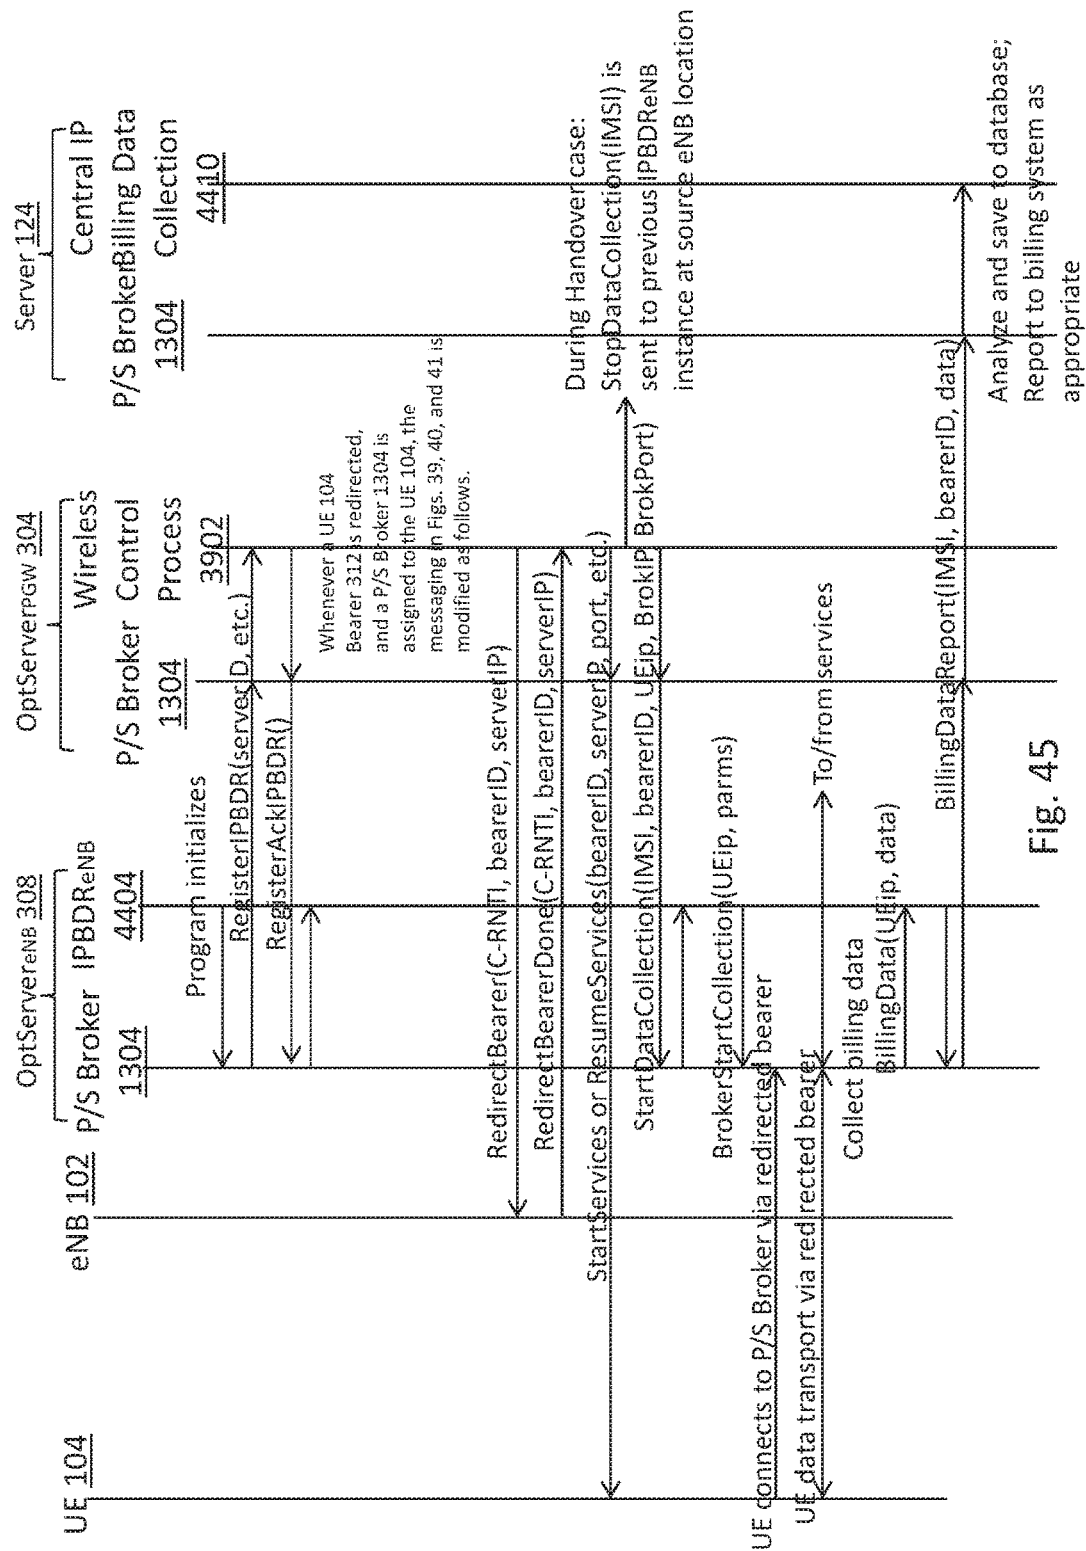 UE 104
eNB 102
OptServereNB 308
P/S Broker
1304
IPBDReNB
4404
OptServerPGW 304
P/S Broker
1304
Wireless
Control
Process
3902
Server 124
P/S Broker
1304
Central IP
Billing Data
Collection
4410
Program initializes
RegisterIPBDR(serverID, etc.)
RegisterAckIPBDR()
Whenever a UE 104
Bearer 312 is redirected,
and a P/S Broker 1304 is
assigned to the UE 104, the
messaging in Figs. 39, 40, and 41 is
modified as follows.
RedirectBearer(C-RNTI, bearerID, serverIP)
RedirectBearerDone(C-RNTI, bearerID, serverIP)
StartServices or ResumeServices(bearerID, serverIP, port, etc.)
During Handover case:
StopDataCollection(IMSI) is
sent to previous IPBDReNB
instance at source eNB location
StartDataCollection(IMSI, bearerID, UEip, BrokIP, BrokPort)
BrokerStartCollection(UEip, parms)
UE connects to P/S Broker via redirected bearer
UE data transport via redirected bearer
To/from services
Collect billing data
BillingData(UEip, data)
BillingDataReport(IMSI, bearerID, data)
Analyze and save to database;
Report to billing system as
appropriate
Fig. 45